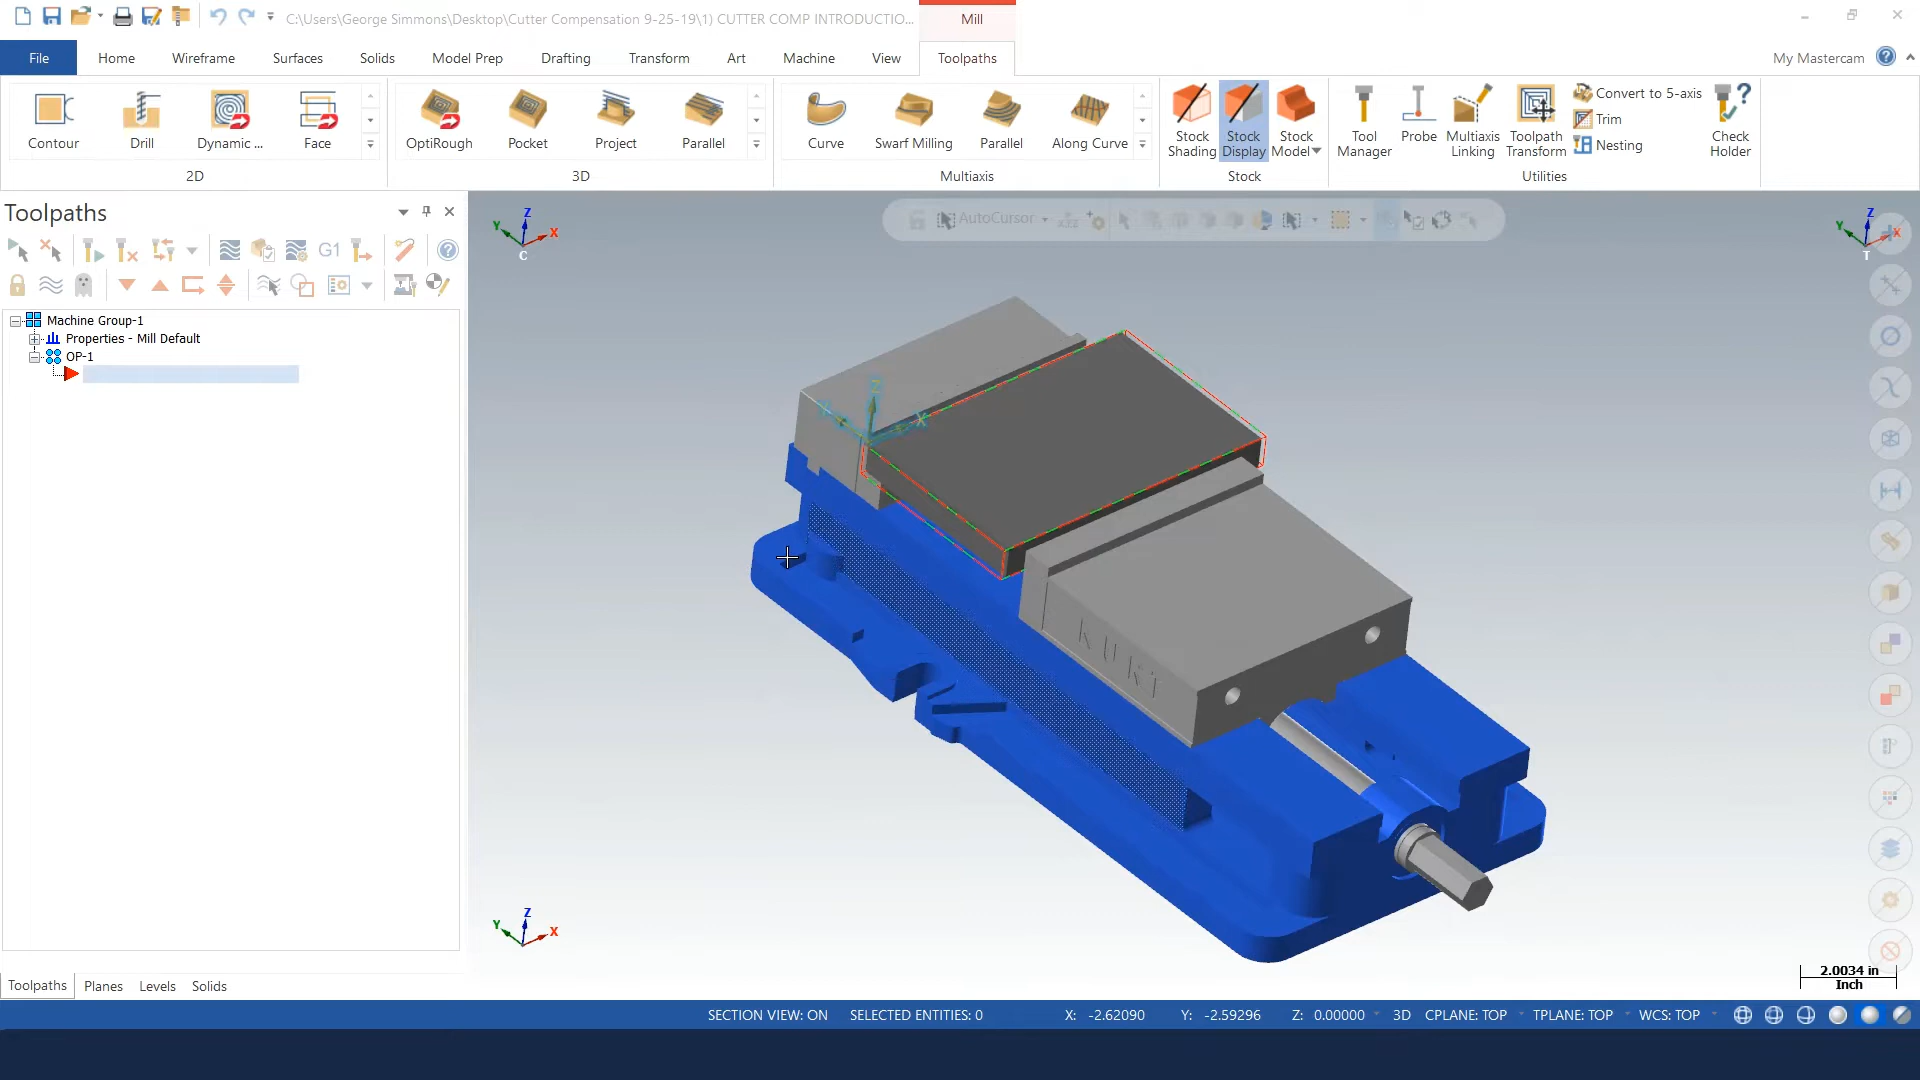 C:\Users\George Simmons\Desktop\Cutter Compensation 9-25-19\1) CUTTER COMP INTRODUCTIO...
Mill
File Home Wireframe Surfaces Solids Model Prep Drafting Transform Art Machine View Toolpaths My Mastercam
Contour Drill Dynamic ... Face OptiRough Pocket Project Parallel Curve Swarf Milling Parallel Along Curve
Stock Shading Stock Display Stock Model Tool Manager Probe Multiaxis Linking Toolpath Transform
Convert to 5-axis
Trim
Nesting
Check Holder
2D 3D Multiaxis Stock Utilities
Toolpaths
G1
AutoCursor
Machine Group-1
Properties - Mill Default
OP-1
Z
Y X
C
Z
Y X
T
Z
X
KURT
Z
Y X
2.0034 in
Inch
Toolpaths Planes Levels Solids
SECTION VIEW: ON SELECTED ENTITIES: 0 X: -2.62090 Y: -2.59296 Z: 0.00000 3D CPLANE: TOP TPLANE: TOP WCS: TOP